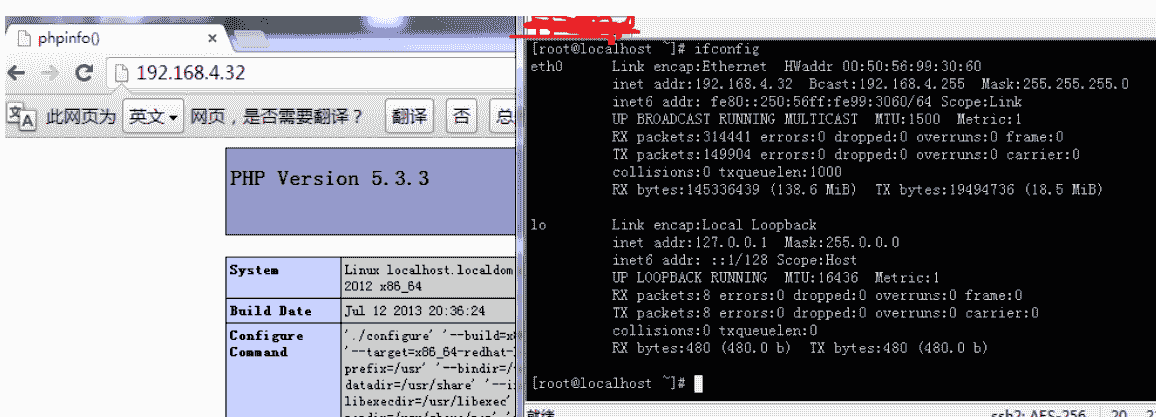 phpinfo()
192.168.4.32
此网页为 英文 网页，是否需要翻译？ 翻译 否 总
PHP Version 5.3.3
System Linux localhost.localdom
2012 x86_64
Build Date Jul 12 2013 20:36:24
Configure Command './configure' '--build=x
'--target=x86_64-redhat-
prefix=/usr' '--bindir=/
datadir=/usr/share' '--i
libexecdir=/usr/libexec'
[root@localhost ~]# ifconfig
eth0 Link encap:Ethernet HWaddr 00:50:56:99:30:60
inet addr:192.168.4.32 Bcast:192.168.4.255 Mask:255.255.255.0
inet6 addr: fe80::250:56ff:fe99:3060/64 Scope:Link
UP BROADCAST RUNNING MULTICAST MTU:1500 Metric:1
RX packets:314441 errors:0 dropped:0 overruns:0 frame:0
TX packets:149904 errors:0 dropped:0 overruns:0 carrier:0
collisions:0 txqueuelen:1000
RX bytes:145336439 (138.6 MiB) TX bytes:19494736 (18.5 MiB)
lo Link encap:Local Loopback
inet addr:127.0.0.1 Mask:255.0.0.0
inet6 addr: ::1/128 Scope:Host
UP LOOPBACK RUNNING MTU:16436 Metric:1
RX packets:8 errors:0 dropped:0 overruns:0 frame:0
TX packets:8 errors:0 dropped:0 overruns:0 carrier:0
collisions:0 txqueuelen:0
RX bytes:480 (480.0 b) TX bytes:480 (480.0 b)
[root@localhost ~]#
就绪 ssh2: AES-256 20, 2